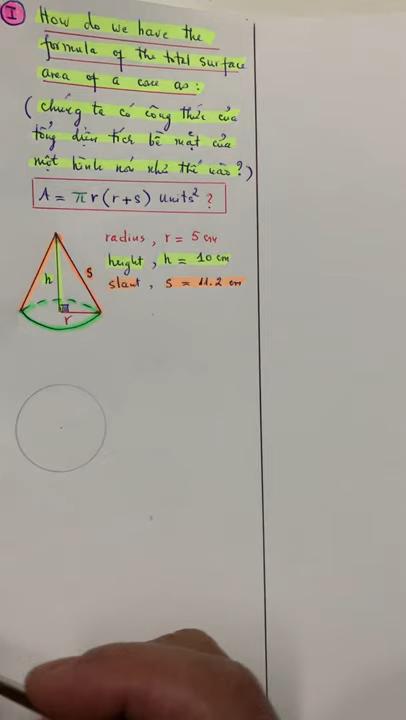 I How do we have the
formula of the total surface
area of a cone as:
(chúng ta có công thức của
tổng diện tích bề mặt của
một hình nón như thế nào?)
A = πr(r+s) units² ?
radius, r = 5 cm
height, h = 10 cm
slant, s = 11.2 cm
h
s
r